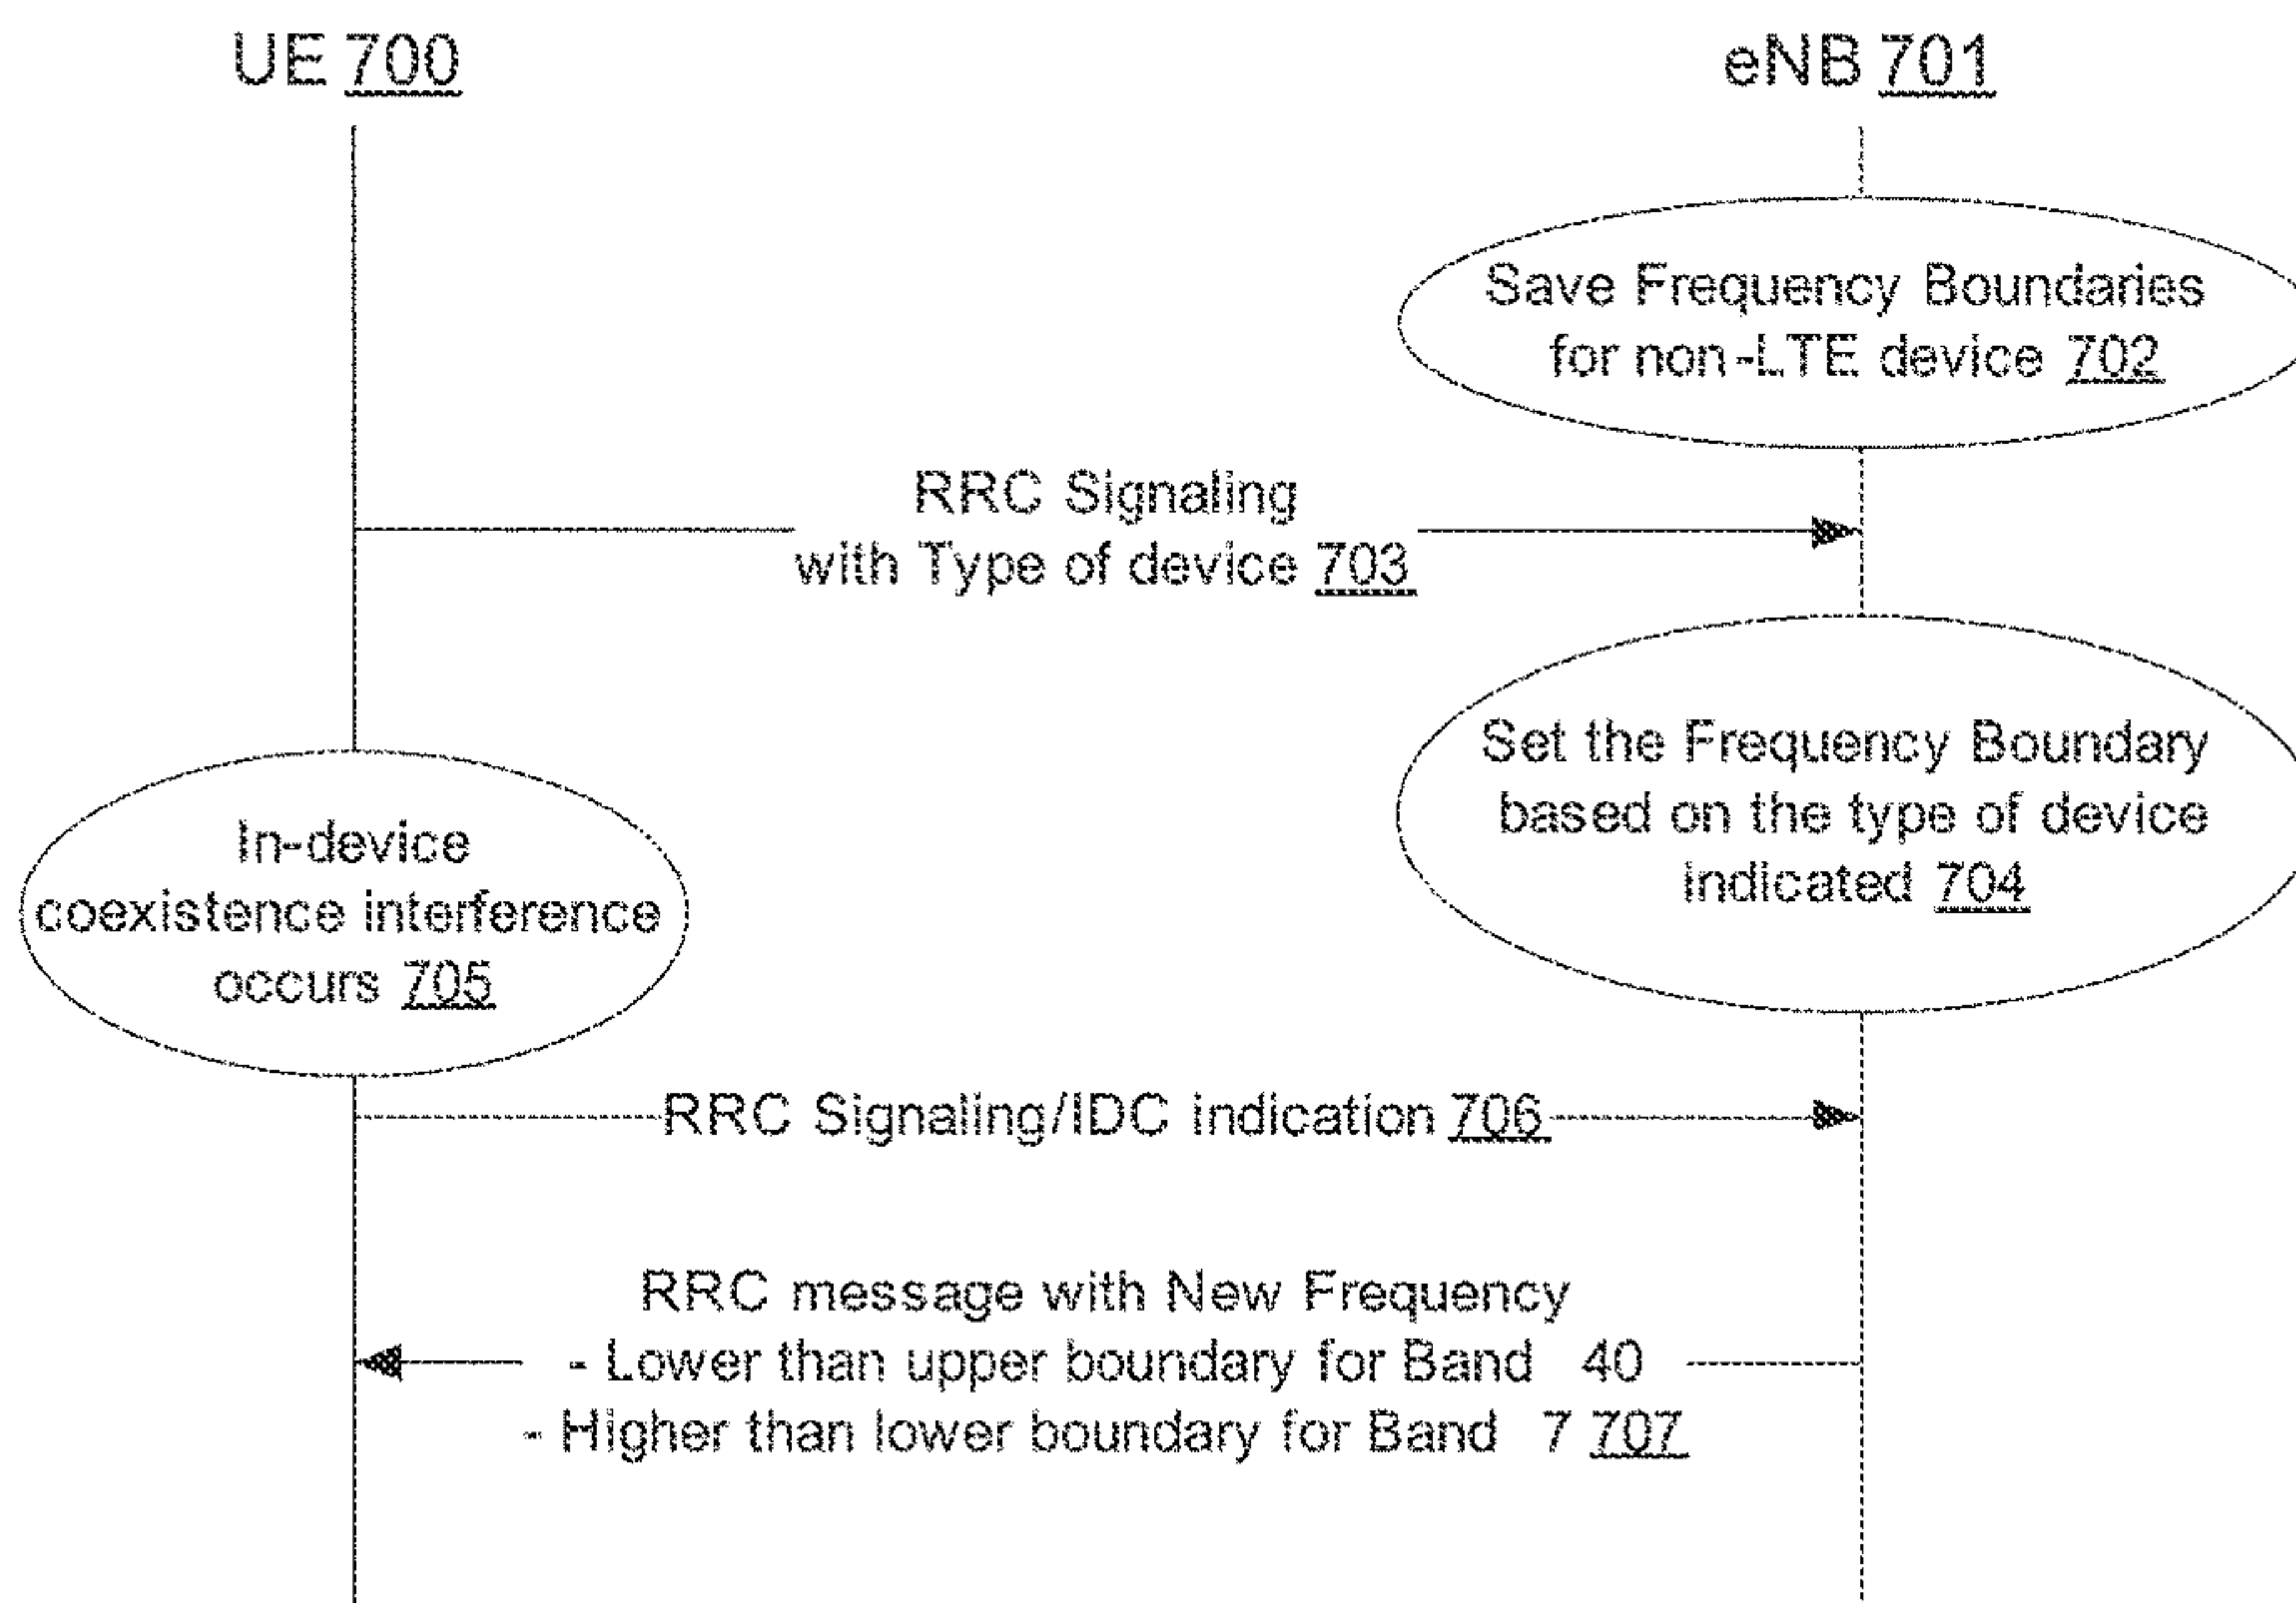 UE 700
eNB 701
Save Frequency Boundaries
for non-LTE device 702
RRC Signaling
with Type of device 703
Set the Frequency Boundary
based on the type of device
indicated 704
In-device
coexistence interference
occurs 705
RRC Signaling/IDC indication 706
RRC message with New Frequency
- Lower than upper boundary for Band 40
- Higher than lower boundary for Band 7 707